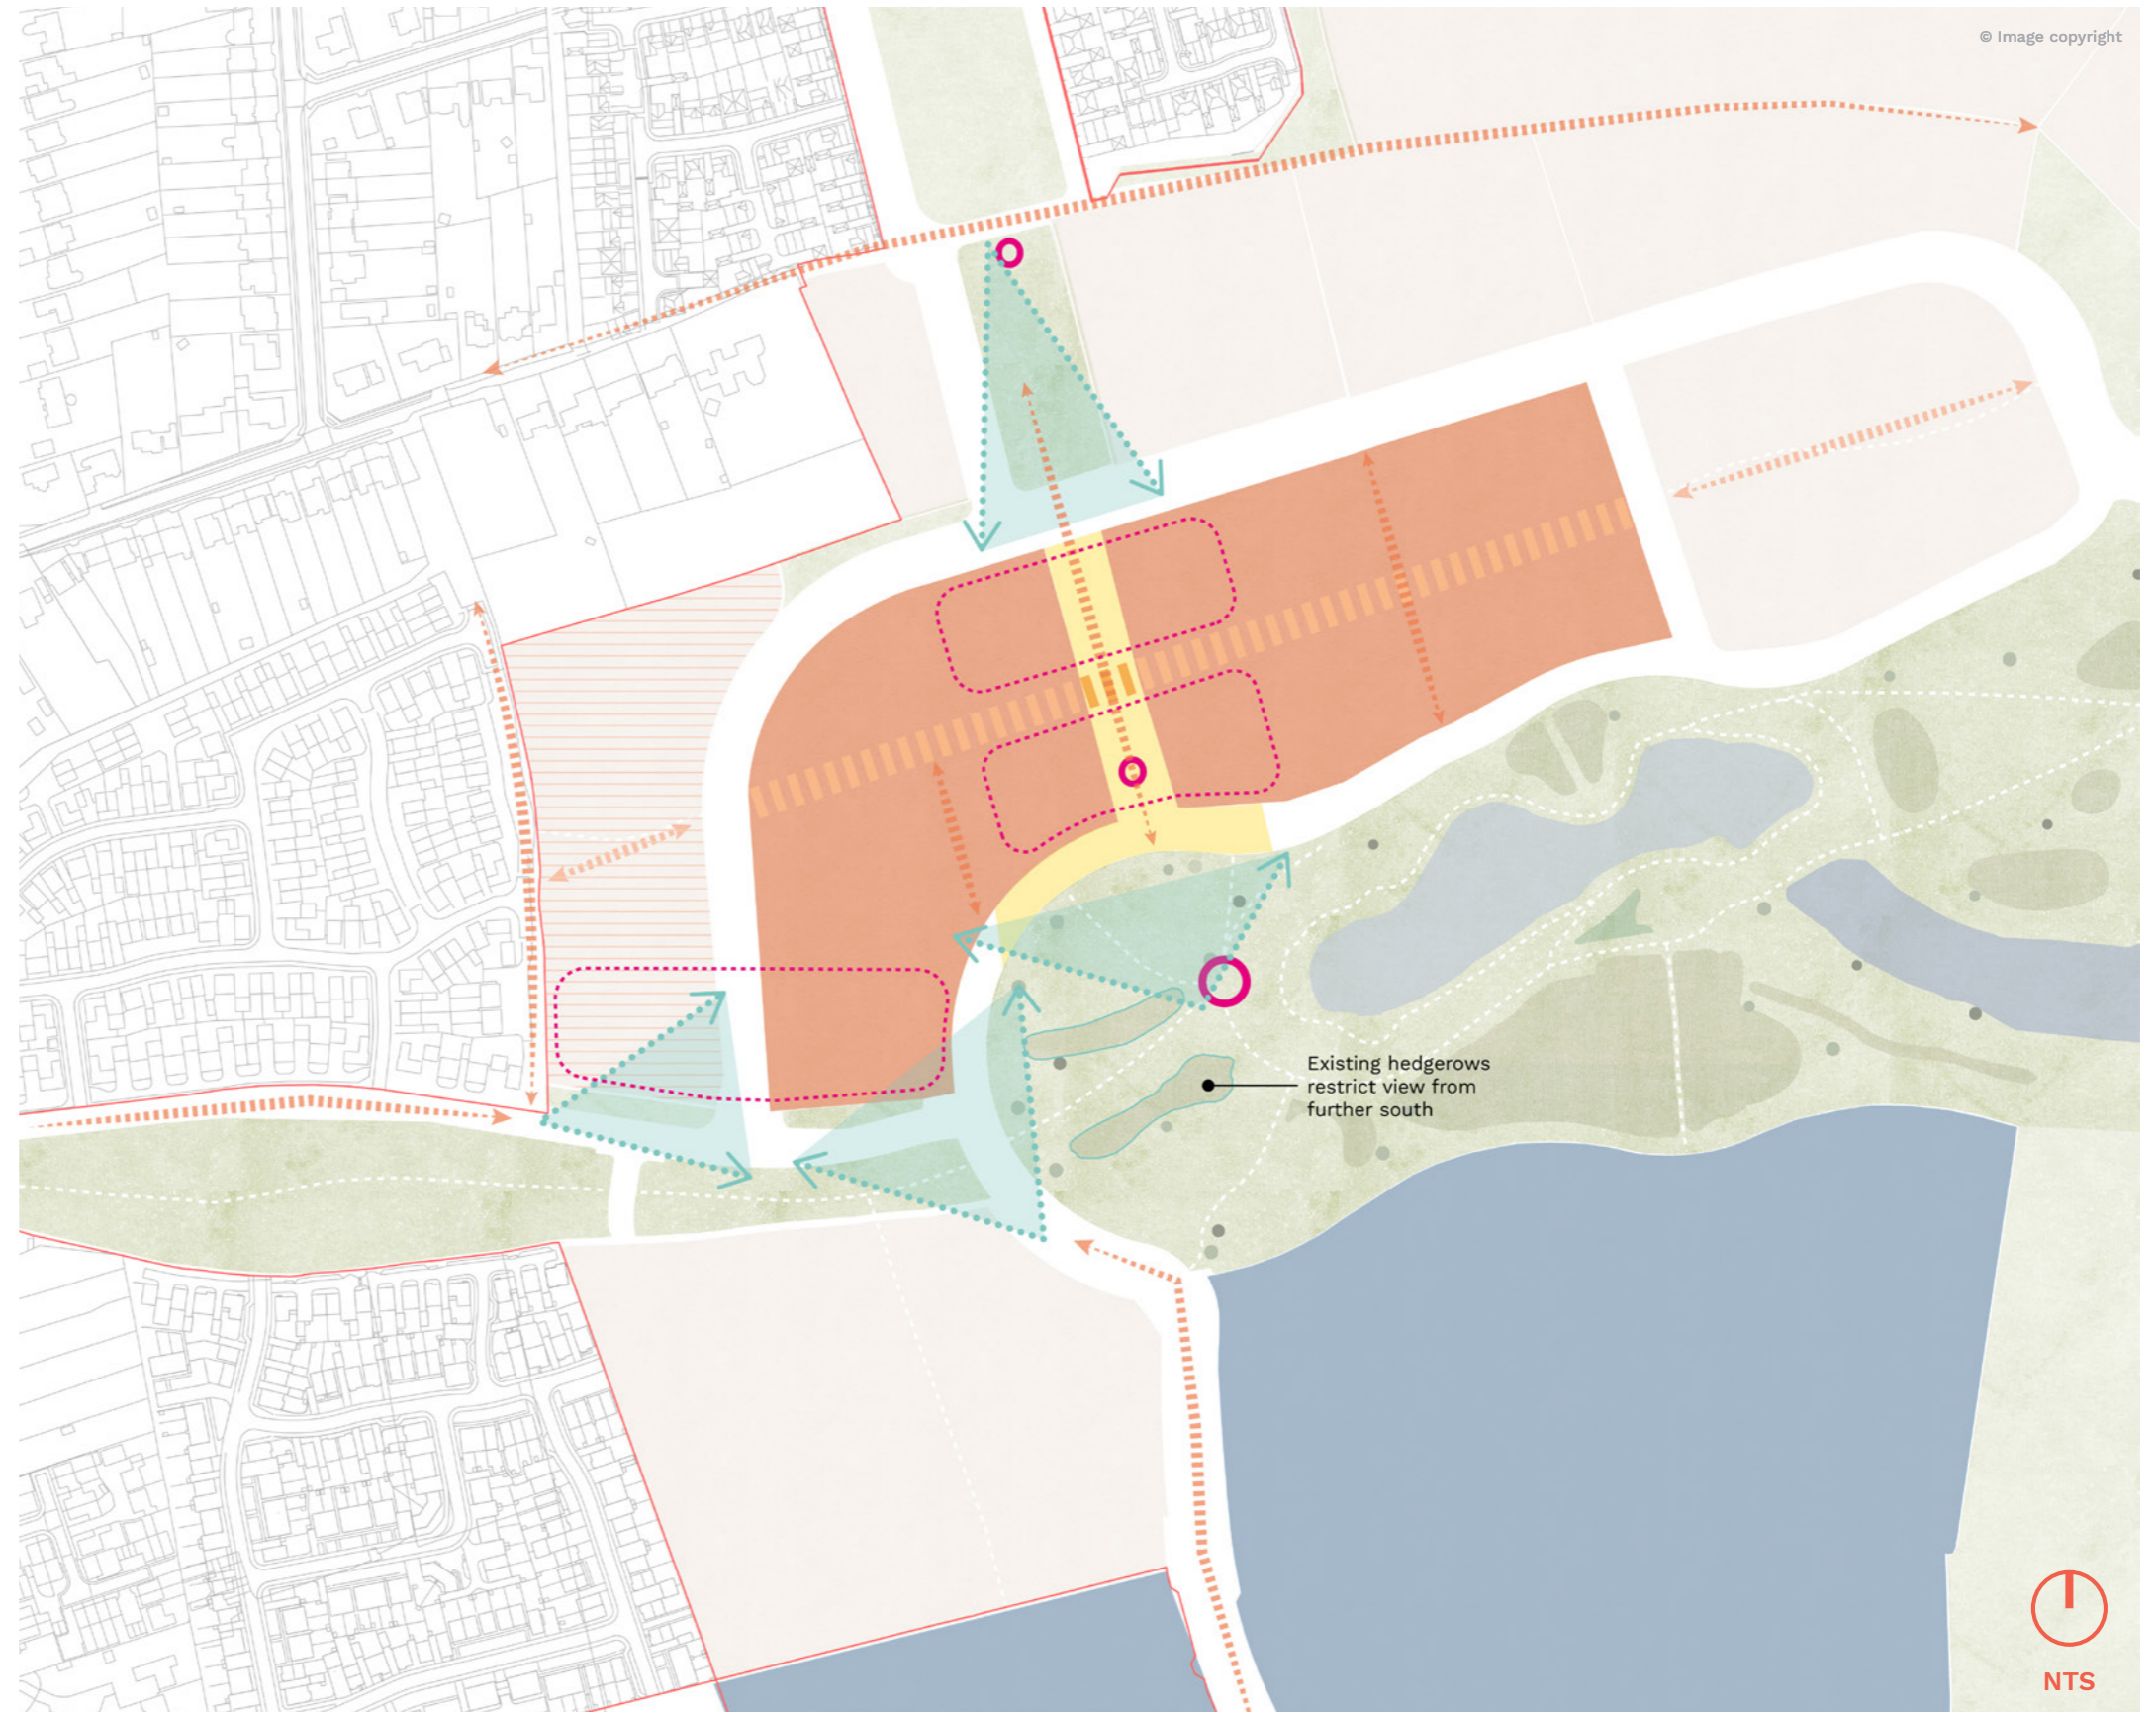 © Image copyright
Existing hedgerows
restrict view from
further south
NTS